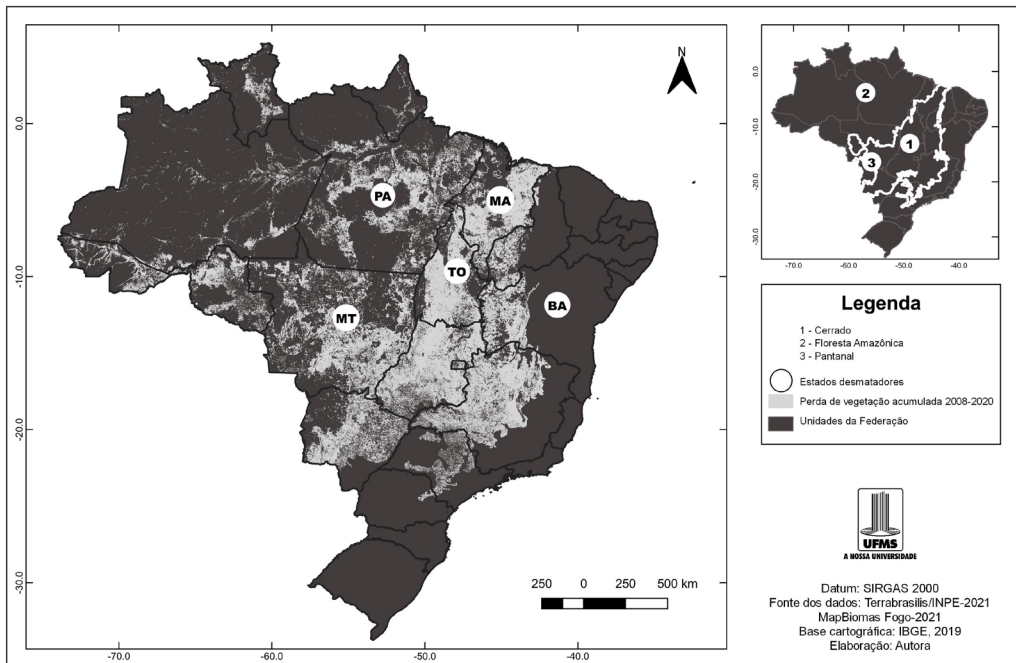 N
PA
MA
TO
MT
BA
0.0
-10.0
-20.0
-30.0
-70.0
-60.0
-50.0
-40.0
250 0 250 500 km
2
1
3
0.0
-10.0
-20.0
-30.0
-70.0
-60.0
-50.0
-40.0
Legenda
1 - Cerrado
2 - Floresta Amazônica
3 - Pantanal
Estados desmatadores
Perda de vegetação acumulada 2008-2020
Unidades da Federação
UFMS
A NOSSA UNIVERSIDADE
Datum: SIRGAS 2000
Fonte dos dados: Terrabrasilis/INPE-2021
MapBiomas Fogo-2021
Base cartográfica: IBGE, 2019
Elaboração: Autora